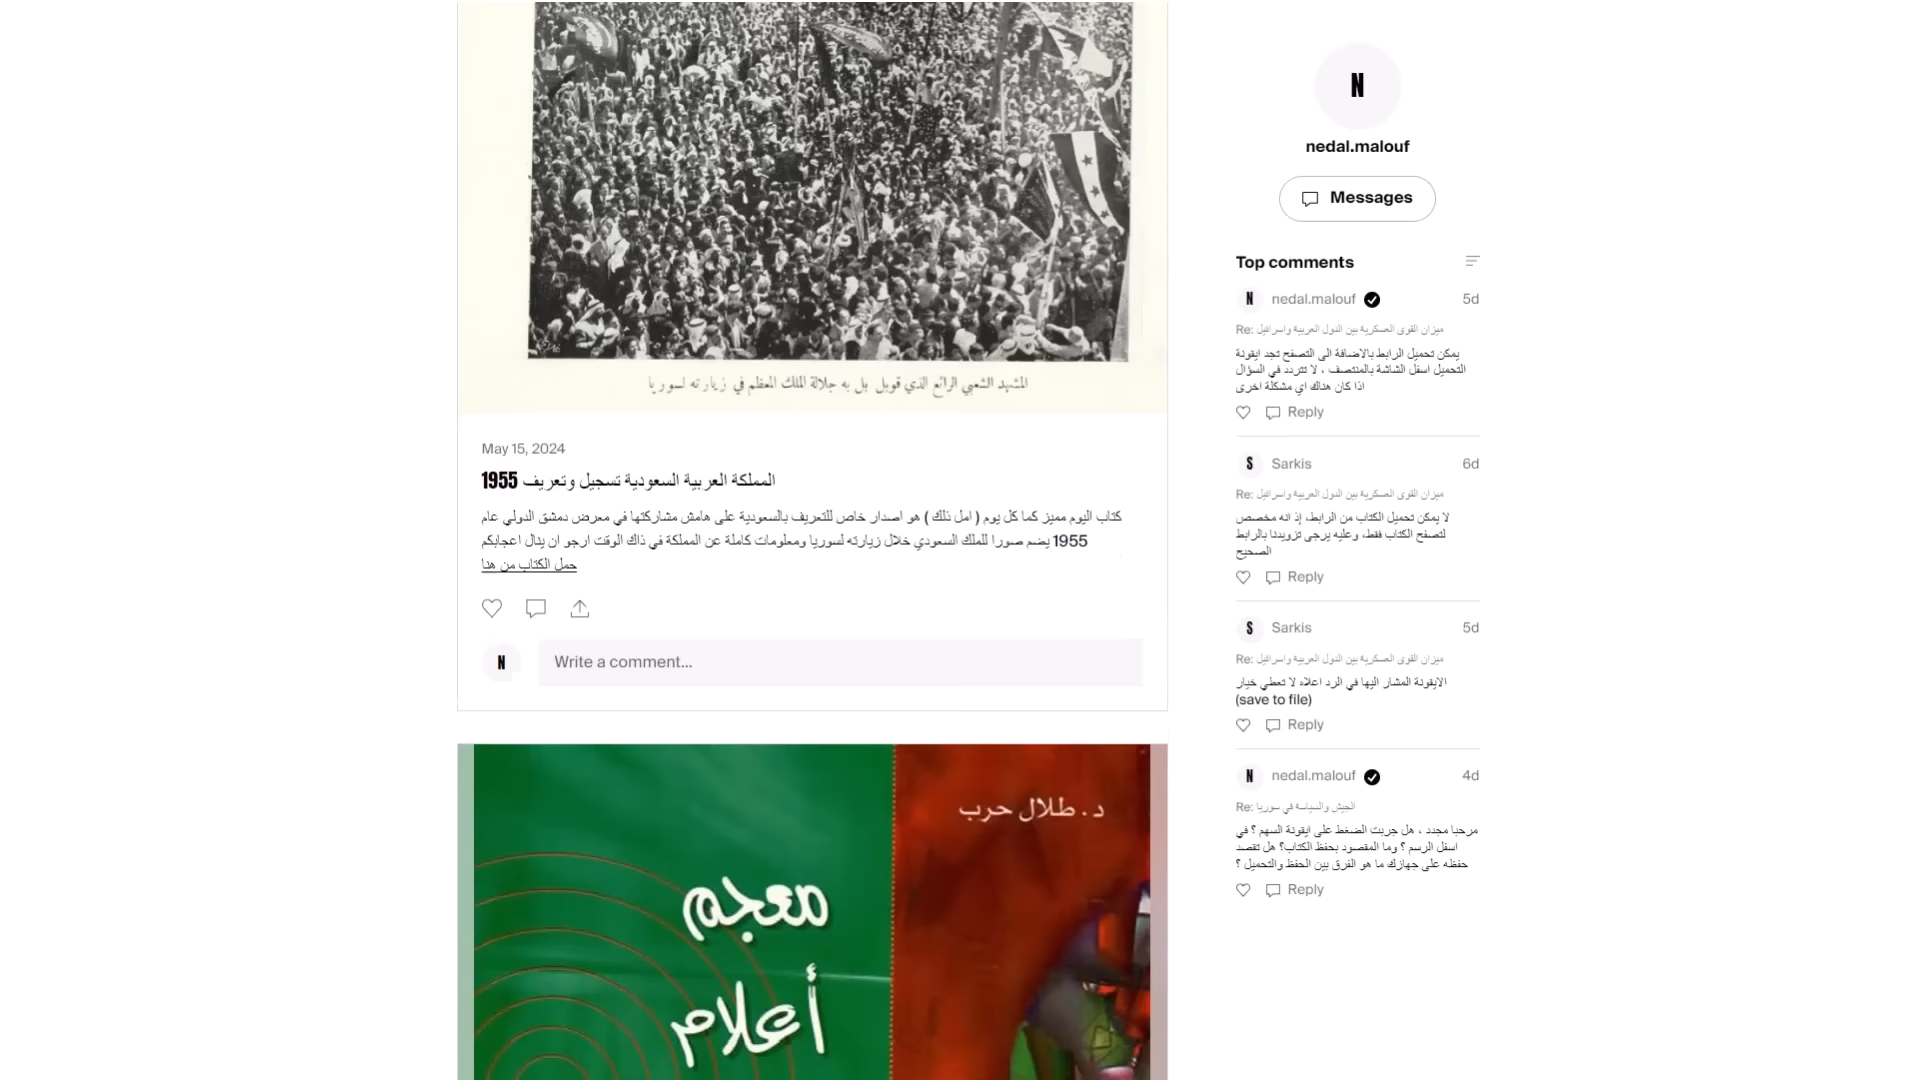 المشهد الشعبي الرائع الذي قوبل به جلالة الملك المعظم في زيارته لسوريا
May 15, 2024
المملكة العربية السعودية تسجيل وتعريف 1955
كتاب اليوم مميز كما كل يوم ( امل ذلك ) هو اصدار خاص للتعريف بالسعودية على هامش مشاركتها في معرض دمشق الدولي عام
1955 يضم صورا للملك السعودي خلال زيارته لسوريا ومعلومات كاملة عن المملكة في ذاك الوقت ارجو ان ينال اعجابكم
حمل الكتاب من هنا
N
Write a comment...
د. طلال حرب
معجم
أعلام
N
nedal.malouf
Messages
Top comments
N nedal.malouf 5d
Re: ميزان القوى العسكرية بين الدول العربية واسرائيل
يمكن تحميل الرابط بالاضافة الى التصفح تجد ايقونة
التحميل اسفل الشاشة بالمنتصف ، لا تتردد في السؤال
اذا كان هناك اي مشكلة اخرى
Reply
S Sarkis 6d
Re: ميزان القوى العسكرية بين الدول العربية واسرائيل
لا يمكن تحميل الكتاب من الرابط، إذ انه مخصص
لتصفح الكتاب فقط، وعليه يرجى تزويدنا بالرابط
الصحيح
Reply
S Sarkis 5d
Re: ميزان القوى العسكرية بين الدول العربية واسرائيل
الايقونة المشار اليها في الرد اعلاه لا تعطي خيار
(save to file)
Reply
N nedal.malouf 4d
Re: الجيش والسياسة في سوريا
مرحبا مجدد ، هل جربت الضغط على ايقونة السهم ؟ في
اسفل الرسم ؟ وما المقصود بحفظ الكتاب؟ هل تقصد
حفظه على جهازك ما هو الفرق بين الحفظ والتحميل ؟
Reply